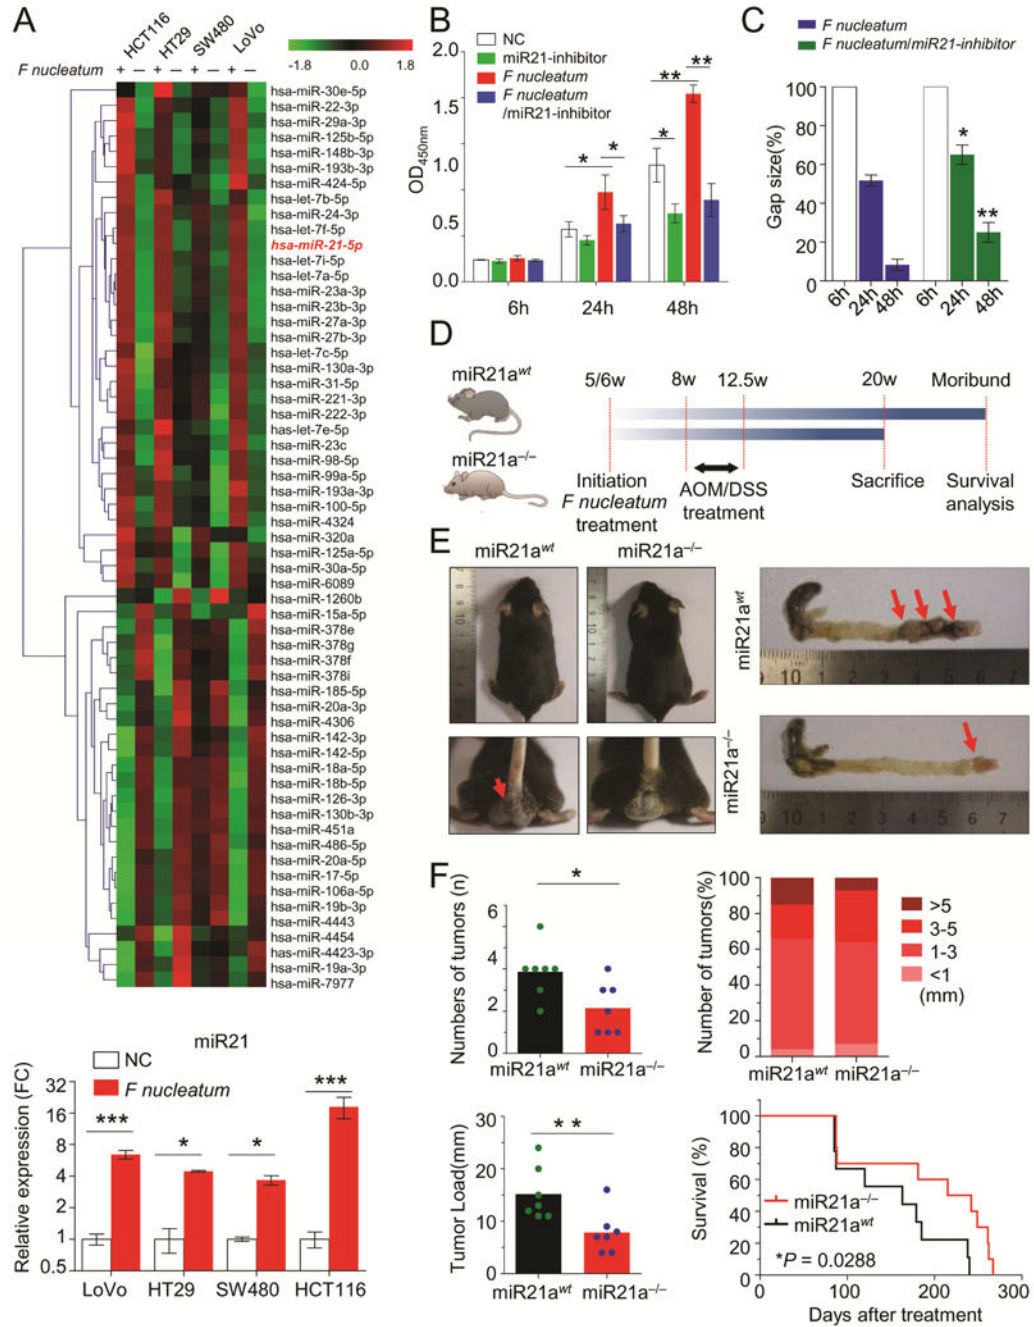 A
HCT116
HT29
SW480
LoVo
F nucleatum + – + – + – + –
-1.8 0.0 1.8
hsa-miR-30e-5p
hsa-miR-22-3p
hsa-miR-29a-3p
hsa-miR-125b-5p
hsa-miR-148b-3p
hsa-miR-193b-3p
hsa-miR-424-5p
hsa-let-7b-5p
hsa-miR-24-3p
hsa-let-7f-5p
hsa-miR-21-5p
hsa-let-7i-5p
hsa-let-7a-5p
hsa-miR-23a-3p
hsa-miR-23b-3p
hsa-miR-27a-3p
hsa-miR-27b-3p
hsa-let-7c-5p
hsa-miR-130a-3p
hsa-miR-31-5p
hsa-miR-221-3p
hsa-miR-222-3p
has-let-7e-5p
hsa-miR-23c
hsa-miR-98-5p
hsa-miR-99a-5p
hsa-miR-193a-3p
hsa-miR-100-5p
hsa-miR-4324
hsa-miR-320a
hsa-miR-125a-5p
hsa-miR-30a-5p
hsa-miR-6089
hsa-miR-1260b
hsa-miR-15a-5p
hsa-miR-378e
hsa-miR-378g
hsa-miR-378f
hsa-miR-378i
hsa-miR-185-5p
hsa-miR-20a-3p
hsa-miR-4306
hsa-miR-142-3p
hsa-miR-142-5p
hsa-miR-18a-5p
hsa-miR-18b-5p
hsa-miR-126-3p
hsa-miR-130b-3p
hsa-miR-451a
hsa-miR-486-5p
hsa-miR-20a-5p
hsa-miR-17-5p
hsa-miR-106a-5p
hsa-miR-19b-3p
hsa-miR-4443
hsa-miR-4454
has-miR-4423-3p
hsa-miR-19a-3p
hsa-miR-7977
miR21
NC
F nucleatum
Relative expression (FC)
32
16
8
4
2
1
0.5
*** * * ***
LoVo HT29 SW480 HCT116
B
NC
miR21-inhibitor
F nucleatum
F nucleatum
/miR21-inhibitor
OD450nm
2.0
1.5
1.0
0.5
0.0
* * * ** **
6h 24h 48h
C
F nucleatum
F nucleatum/miR21-inhibitor
Gap size(%)
100
80
60
40
20
0
* **
6h 24h 48h 6h 24h 48h
D
miR21awt
miR21a–/–
5/6w 8w 12.5w 20w Moribund
Initiation
F nucleatum
treatment
AOM/DSS
treatment
Sacrifice
Survival
analysis
E
miR21awt miR21a–/–
miR21awt
miR21a–/–
10 1 2 3 4 5 6 7
10 1 2 3 4 5 6 7
F
Numbers of tumors (n)
6
4
2
0
*
miR21awt miR21a–/–
Number of tumors(%)
100
80
60
40
20
0
>5
3-5
1-3
<1
(mm)
miR21awt miR21a–/–
Tumor Load(mm)
30
20
10
0
**
miR21awt miR21a–/–
Survival (%)
100
80
60
40
20
0
miR21a–/–
miR21awt
*P = 0.0288
0 100 200 300
Days after treatment